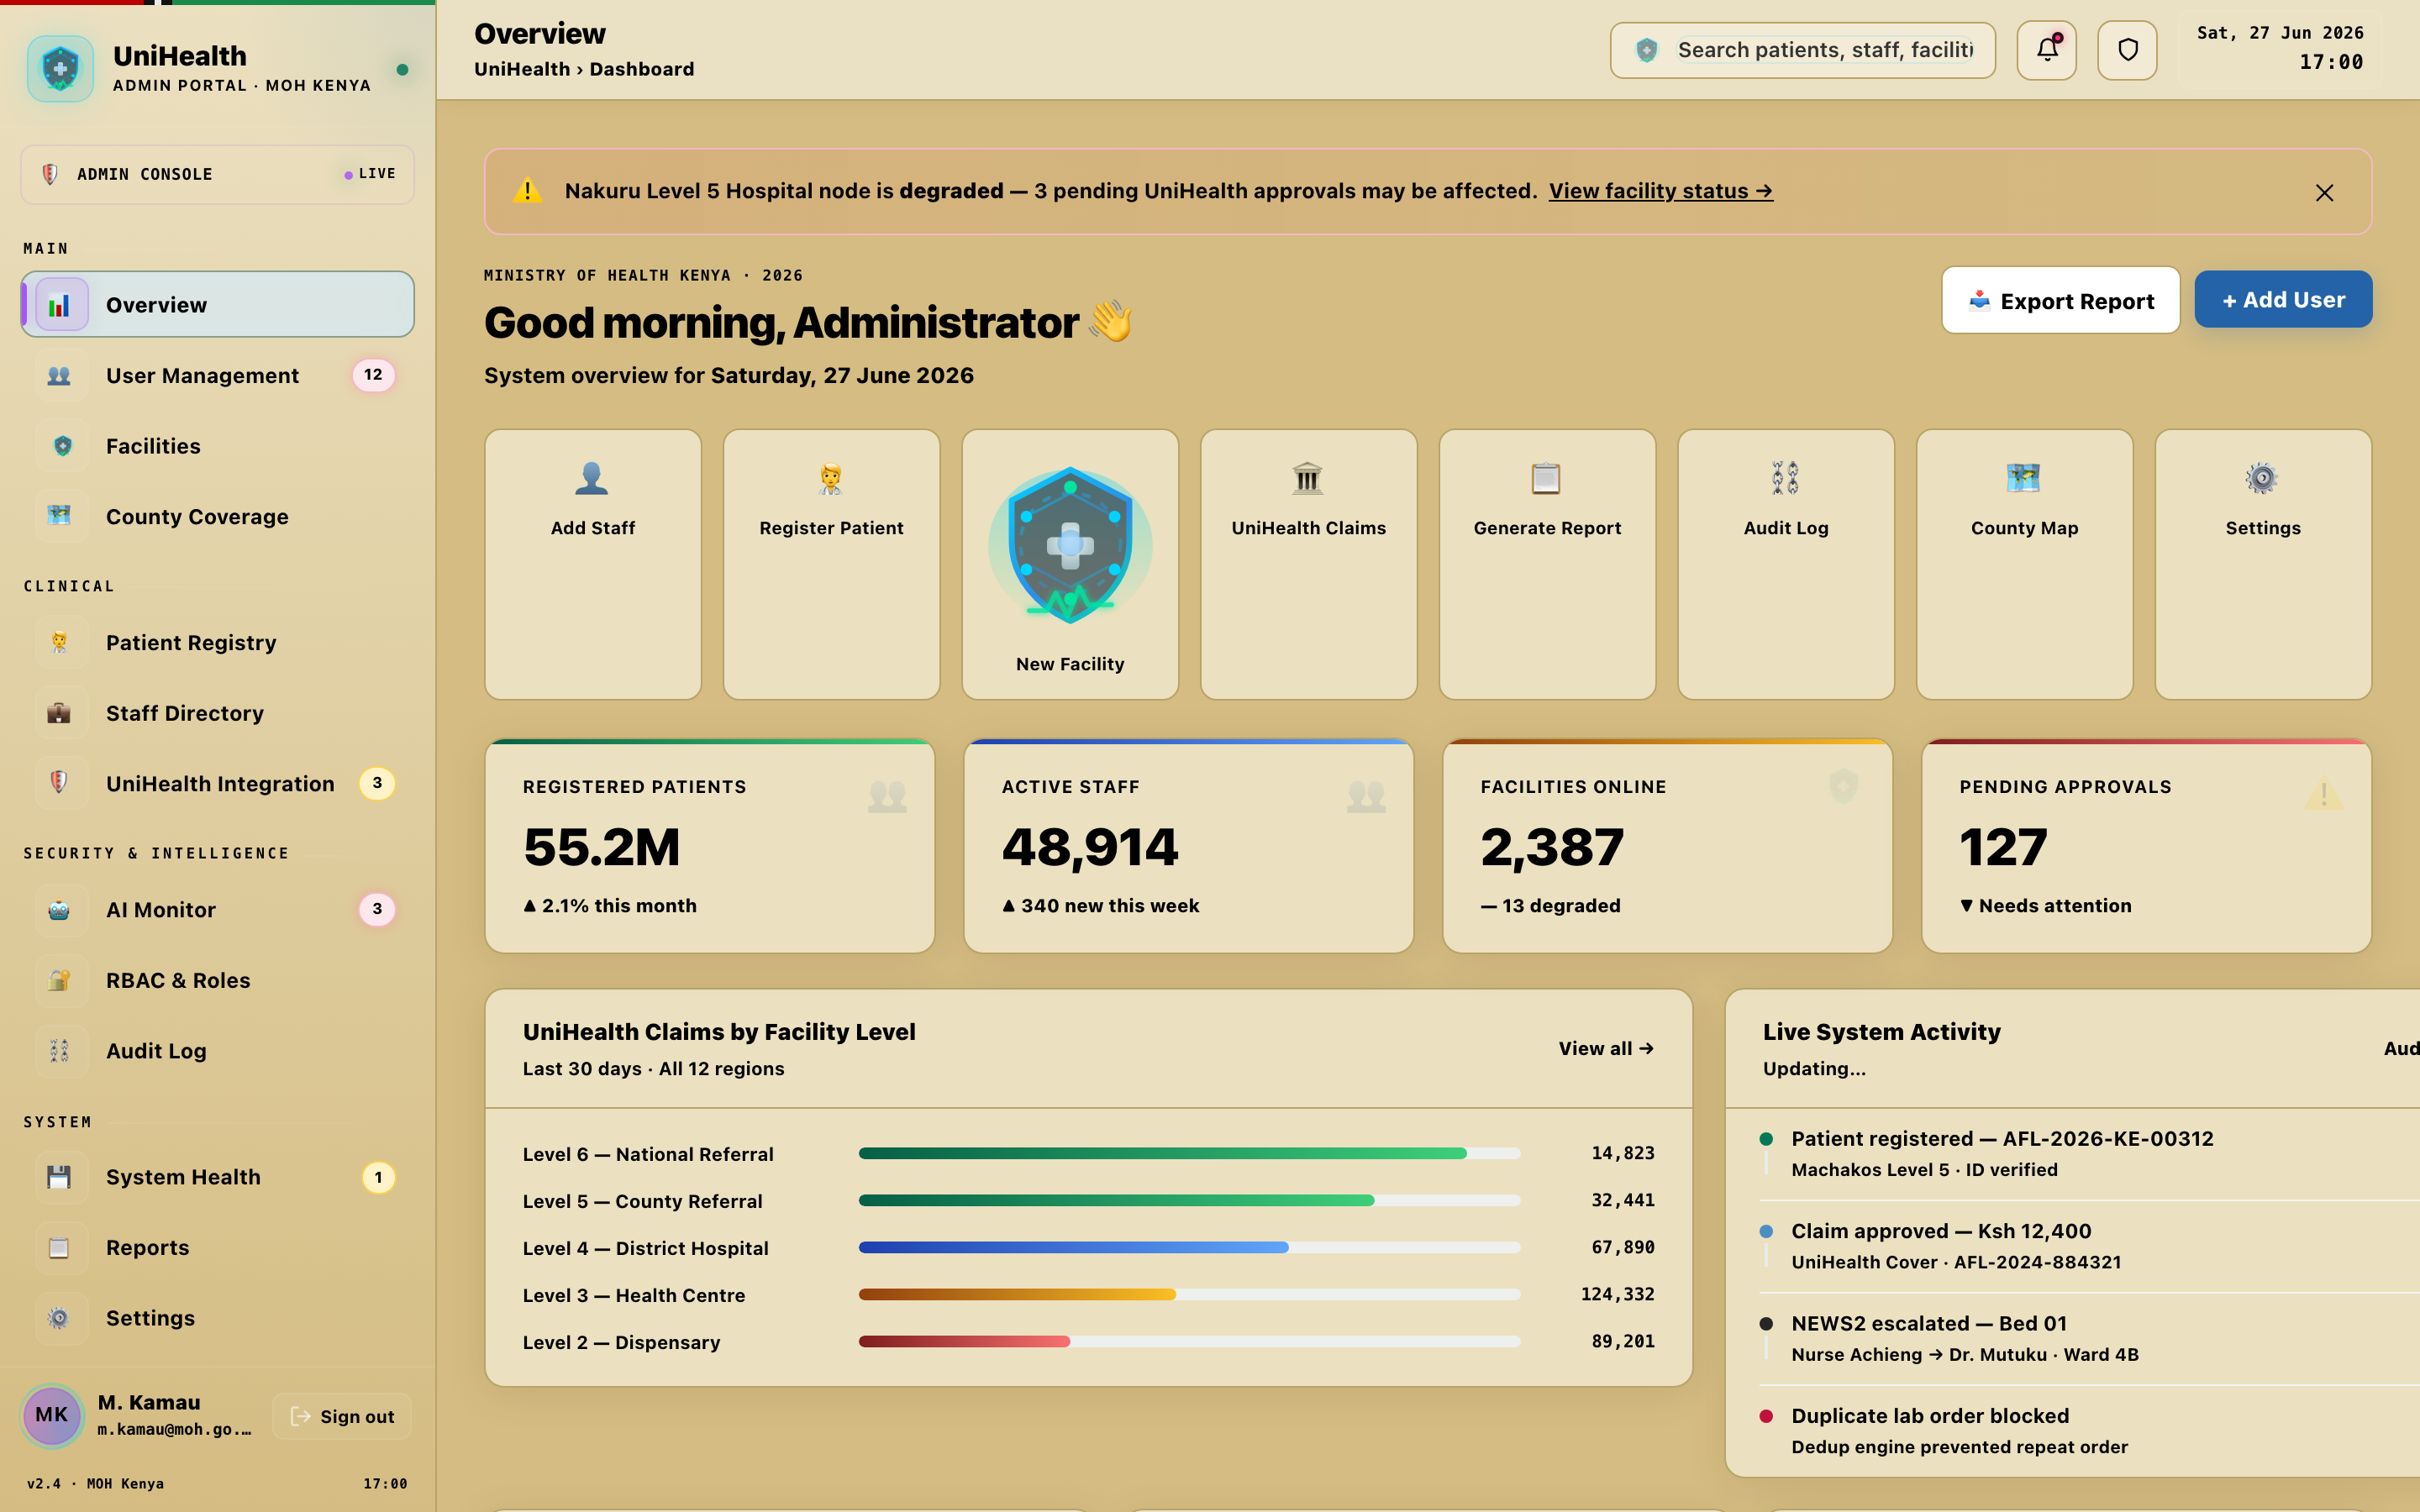 UniHealth
ADMIN PORTAL · MOH KENYA
ADMIN CONSOLE
LIVE
MAIN
Overview
User Management
12
Facilities
County Coverage
CLINICAL
Patient Registry
Staff Directory
UniHealth Integration
3
SECURITY & INTELLIGENCE
AI Monitor
3
RBAC & Roles
Audit Log
SYSTEM
System Health
1
Reports
Settings
MK
M. Kamau
m.kamau@moh.go.…
Sign out
v2.4 · MOH Kenya
17:00
Overview
UniHealth › Dashboard
Search patients, staff, faciliti
Sat, 27 Jun 2026
17:00
Nakuru Level 5 Hospital node is degraded — 3 pending UniHealth approvals may be affected. View facility status →
MINISTRY OF HEALTH KENYA · 2026
Good morning, Administrator 👋
System overview for Saturday, 27 June 2026
Export Report
+ Add User
Add Staff
Register Patient
New Facility
UniHealth Claims
Generate Report
Audit Log
County Map
Settings
REGISTERED PATIENTS
55.2M
▲ 2.1% this month
ACTIVE STAFF
48,914
▲ 340 new this week
FACILITIES ONLINE
2,387
— 13 degraded
PENDING APPROVALS
127
▼ Needs attention
UniHealth Claims by Facility Level
Last 30 days · All 12 regions
View all →
Level 6 — National Referral
14,823
Level 5 — County Referral
32,441
Level 4 — District Hospital
67,890
Level 3 — Health Centre
124,332
Level 2 — Dispensary
89,201
Live System Activity
Updating...
Aud
Patient registered — AFL-2026-KE-00312
Machakos Level 5 · ID verified
Claim approved — Ksh 12,400
UniHealth Cover · AFL-2024-884321
NEWS2 escalated — Bed 01
Nurse Achieng → Dr. Mutuku · Ward 4B
Duplicate lab order blocked
Dedup engine prevented repeat order